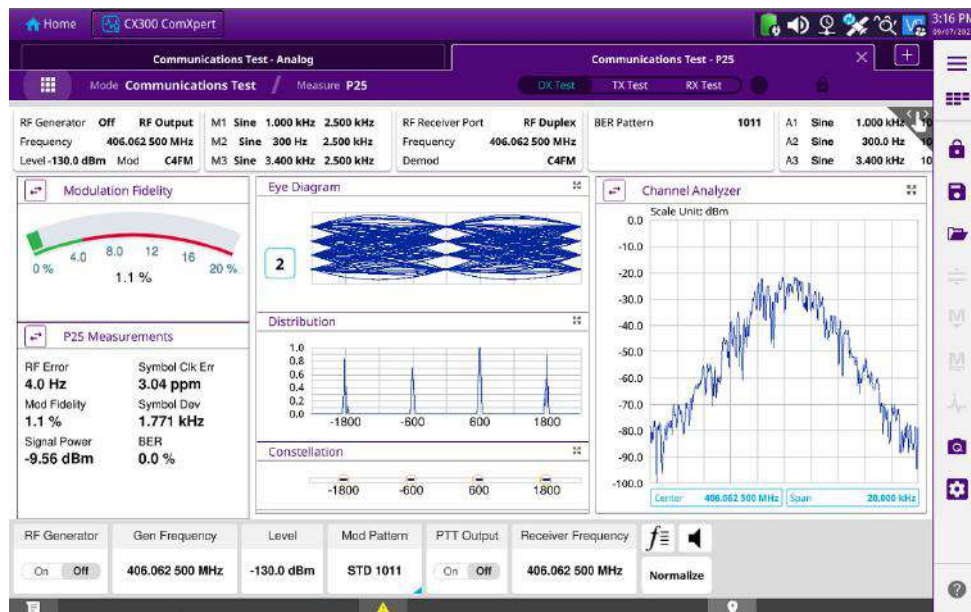 Home CX300 ComXpert
3:16 PM
Communications Test - Analog Communications Test - P25
Mode Communications Test / Measure P25 DX Test TX Test RX Test
RF Generator Off RF Output M1 Sine 1.000 kHz 2.500 kHz RF Receiver Port RF Duplex BER Pattern 1011 A1 Sine 1.000 kHz
Frequency 406.062 500 MHz M2 Sine 300 Hz 2.500 kHz Frequency 406.062 500 MHz A2 Sine 300.0 Hz
Level -130.0 dBm Mod C4FM M3 Sine 3.400 kHz 2.500 kHz Demod C4FM A3 Sine 3.400 kHz 10
Modulation Fidelity
0 % 4.0 8.0 12 16 20 %
1.1 %
P25 Measurements
RF Error Symbol Clk Err
4.0 Hz 3.04 ppm
Mod Fidelity Symbol Dev
1.1 % 1.771 kHz
Signal Power BER
-9.56 dBm 0.0 %
Eye Diagram
2
Distribution
1.0
0.8
0.6
0.4
0.2
0.0
-1800 -600 600 1800
Constellation
-1800 -600 600 1800
Channel Analyzer
Scale Unit: dBm
0.0
-10.0
-20.0
-30.0
-40.0
-50.0
-60.0
-70.0
-80.0
-90.0
-100.0
Center 406.062 500 MHz Span 20.000 kHz
RF Generator Gen Frequency Level Mod Pattern PTT Output Receiver Frequency
On Off 406.062 500 MHz -130.0 dBm STD 1011 On Off 406.062 500 MHz Normalize